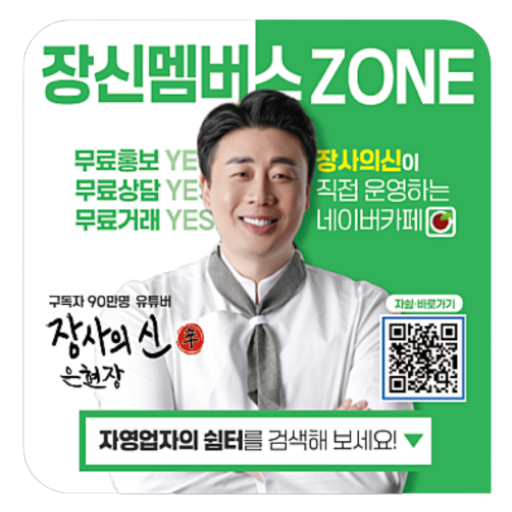 장신멤버스 ZONE
무료홍보 YES
무료상담 YES
무료거래 YES
장사의신이
직접 운영하는
네이버카페
구독자 90만명 유튜버
장사의 신
은현장
자쉼·바로가기
자영업자의 쉼터를 검색해 보세요!